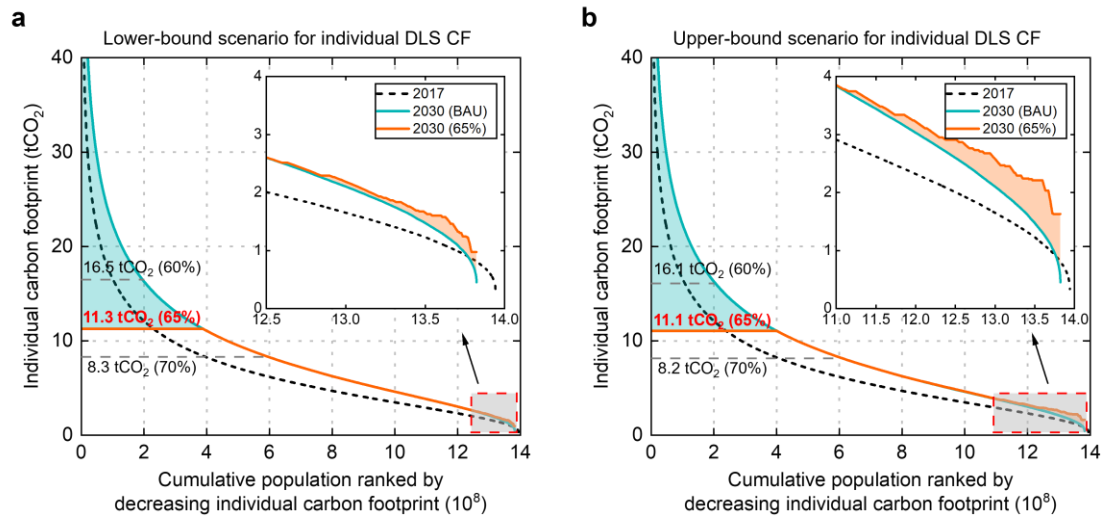 a
Lower-bound scenario for individual DLS CF
Individual carbon footprint (tCO₂)
40
30
20
10
0
0
2
4
6
8
10
12
14
16.5 tCO₂ (60%)
11.3 tCO₂ (65%)
8.3 tCO₂ (70%)
4
3
2
1
0
12.5
13.0
13.5
14.0
2017
2030 (BAU)
2030 (65%)
Cumulative population ranked by
decreasing individual carbon footprint (10⁸)
b
Upper-bound scenario for individual DLS CF
Individual carbon footprint (tCO₂)
40
30
20
10
0
0
2
4
6
8
10
12
14
16.1 tCO₂ (60%)
11.1 tCO₂ (65%)
8.2 tCO₂ (70%)
4
3
2
1
0
11.0
11.5
12.0
12.5
13.0
13.5
14.0
2017
2030 (BAU)
2030 (65%)
Cumulative population ranked by
decreasing individual carbon footprint (10⁸)